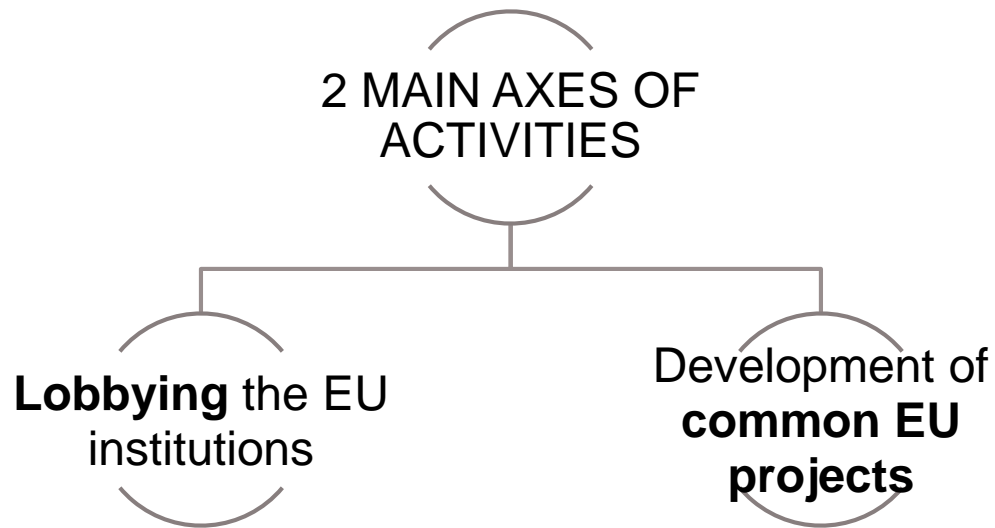 2 MAIN AXES OF
ACTIVITIES
Lobbying the EU
institutions
Development of
common EU
projects